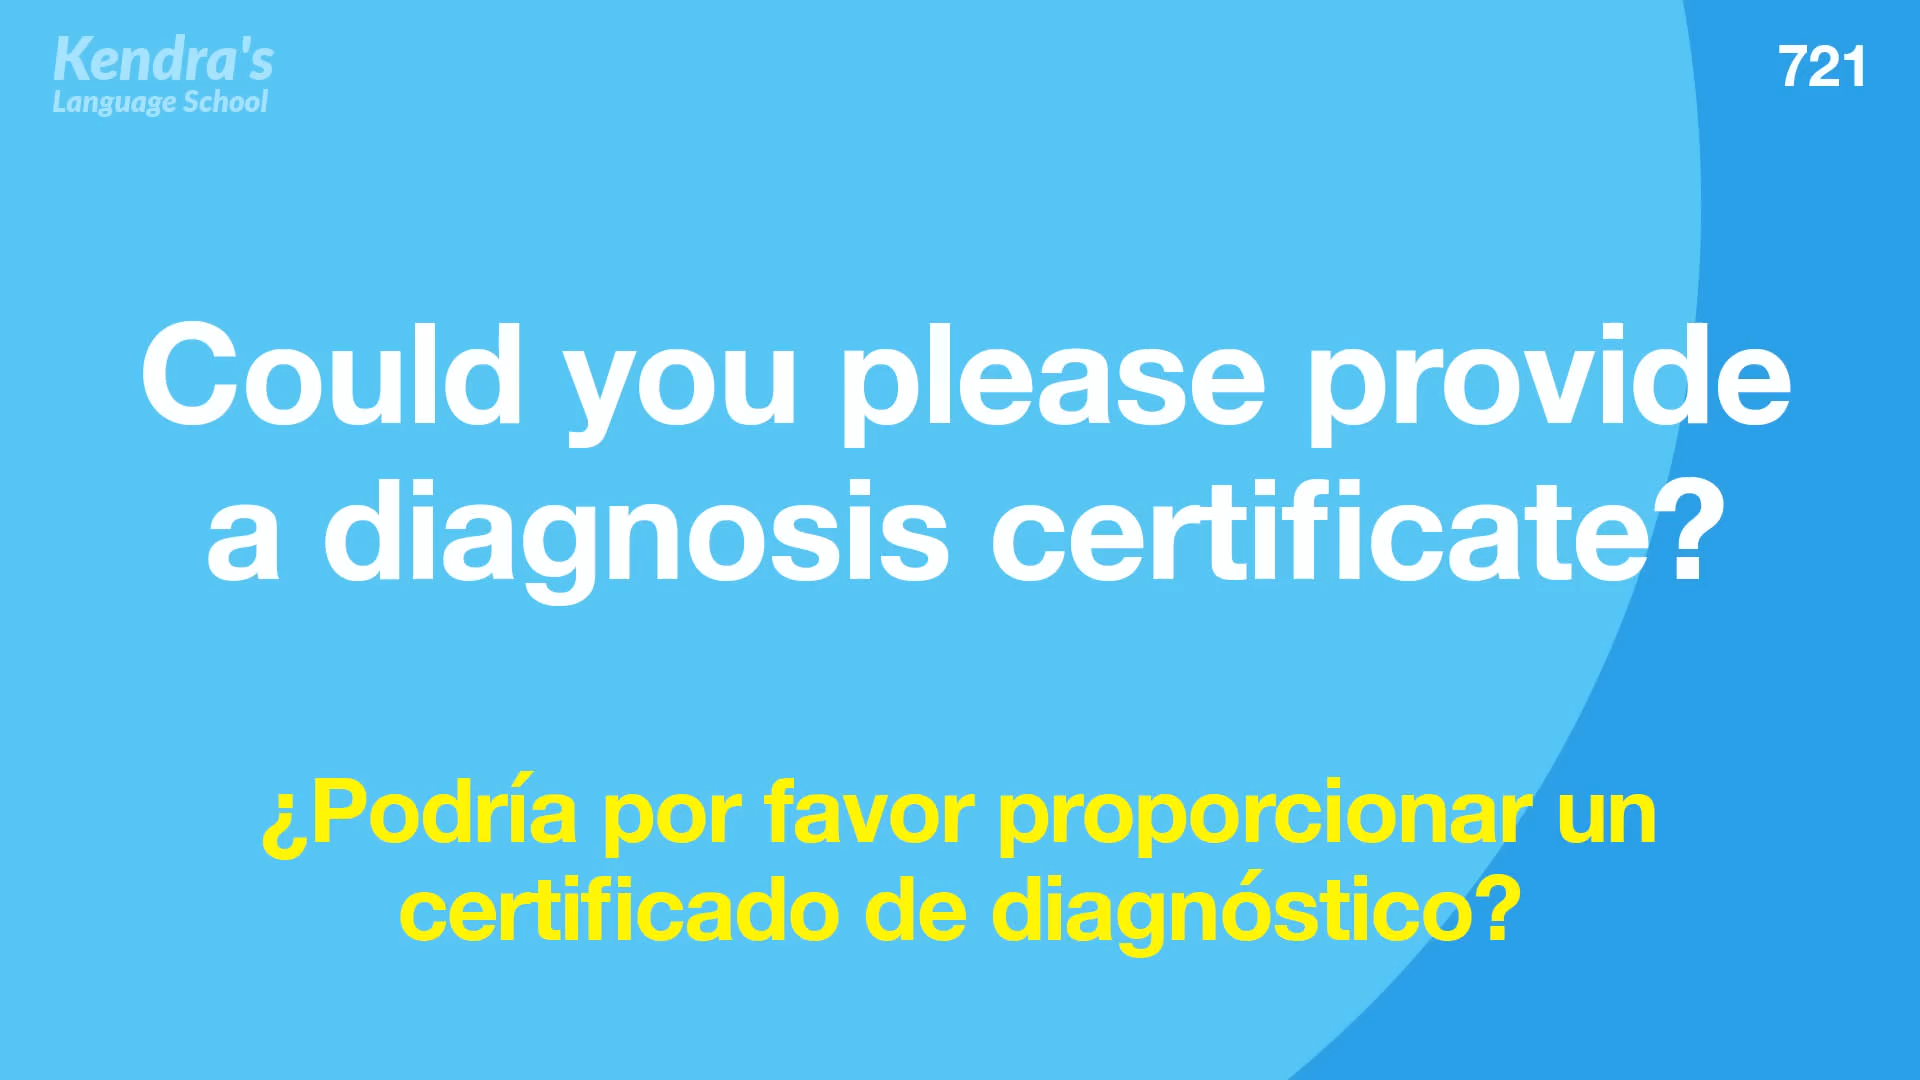 Kendra's
Language School
721
Could you please provide
a diagnosis certificate?
¿Podría por favor proporcionar un
certificado de diagnóstico?